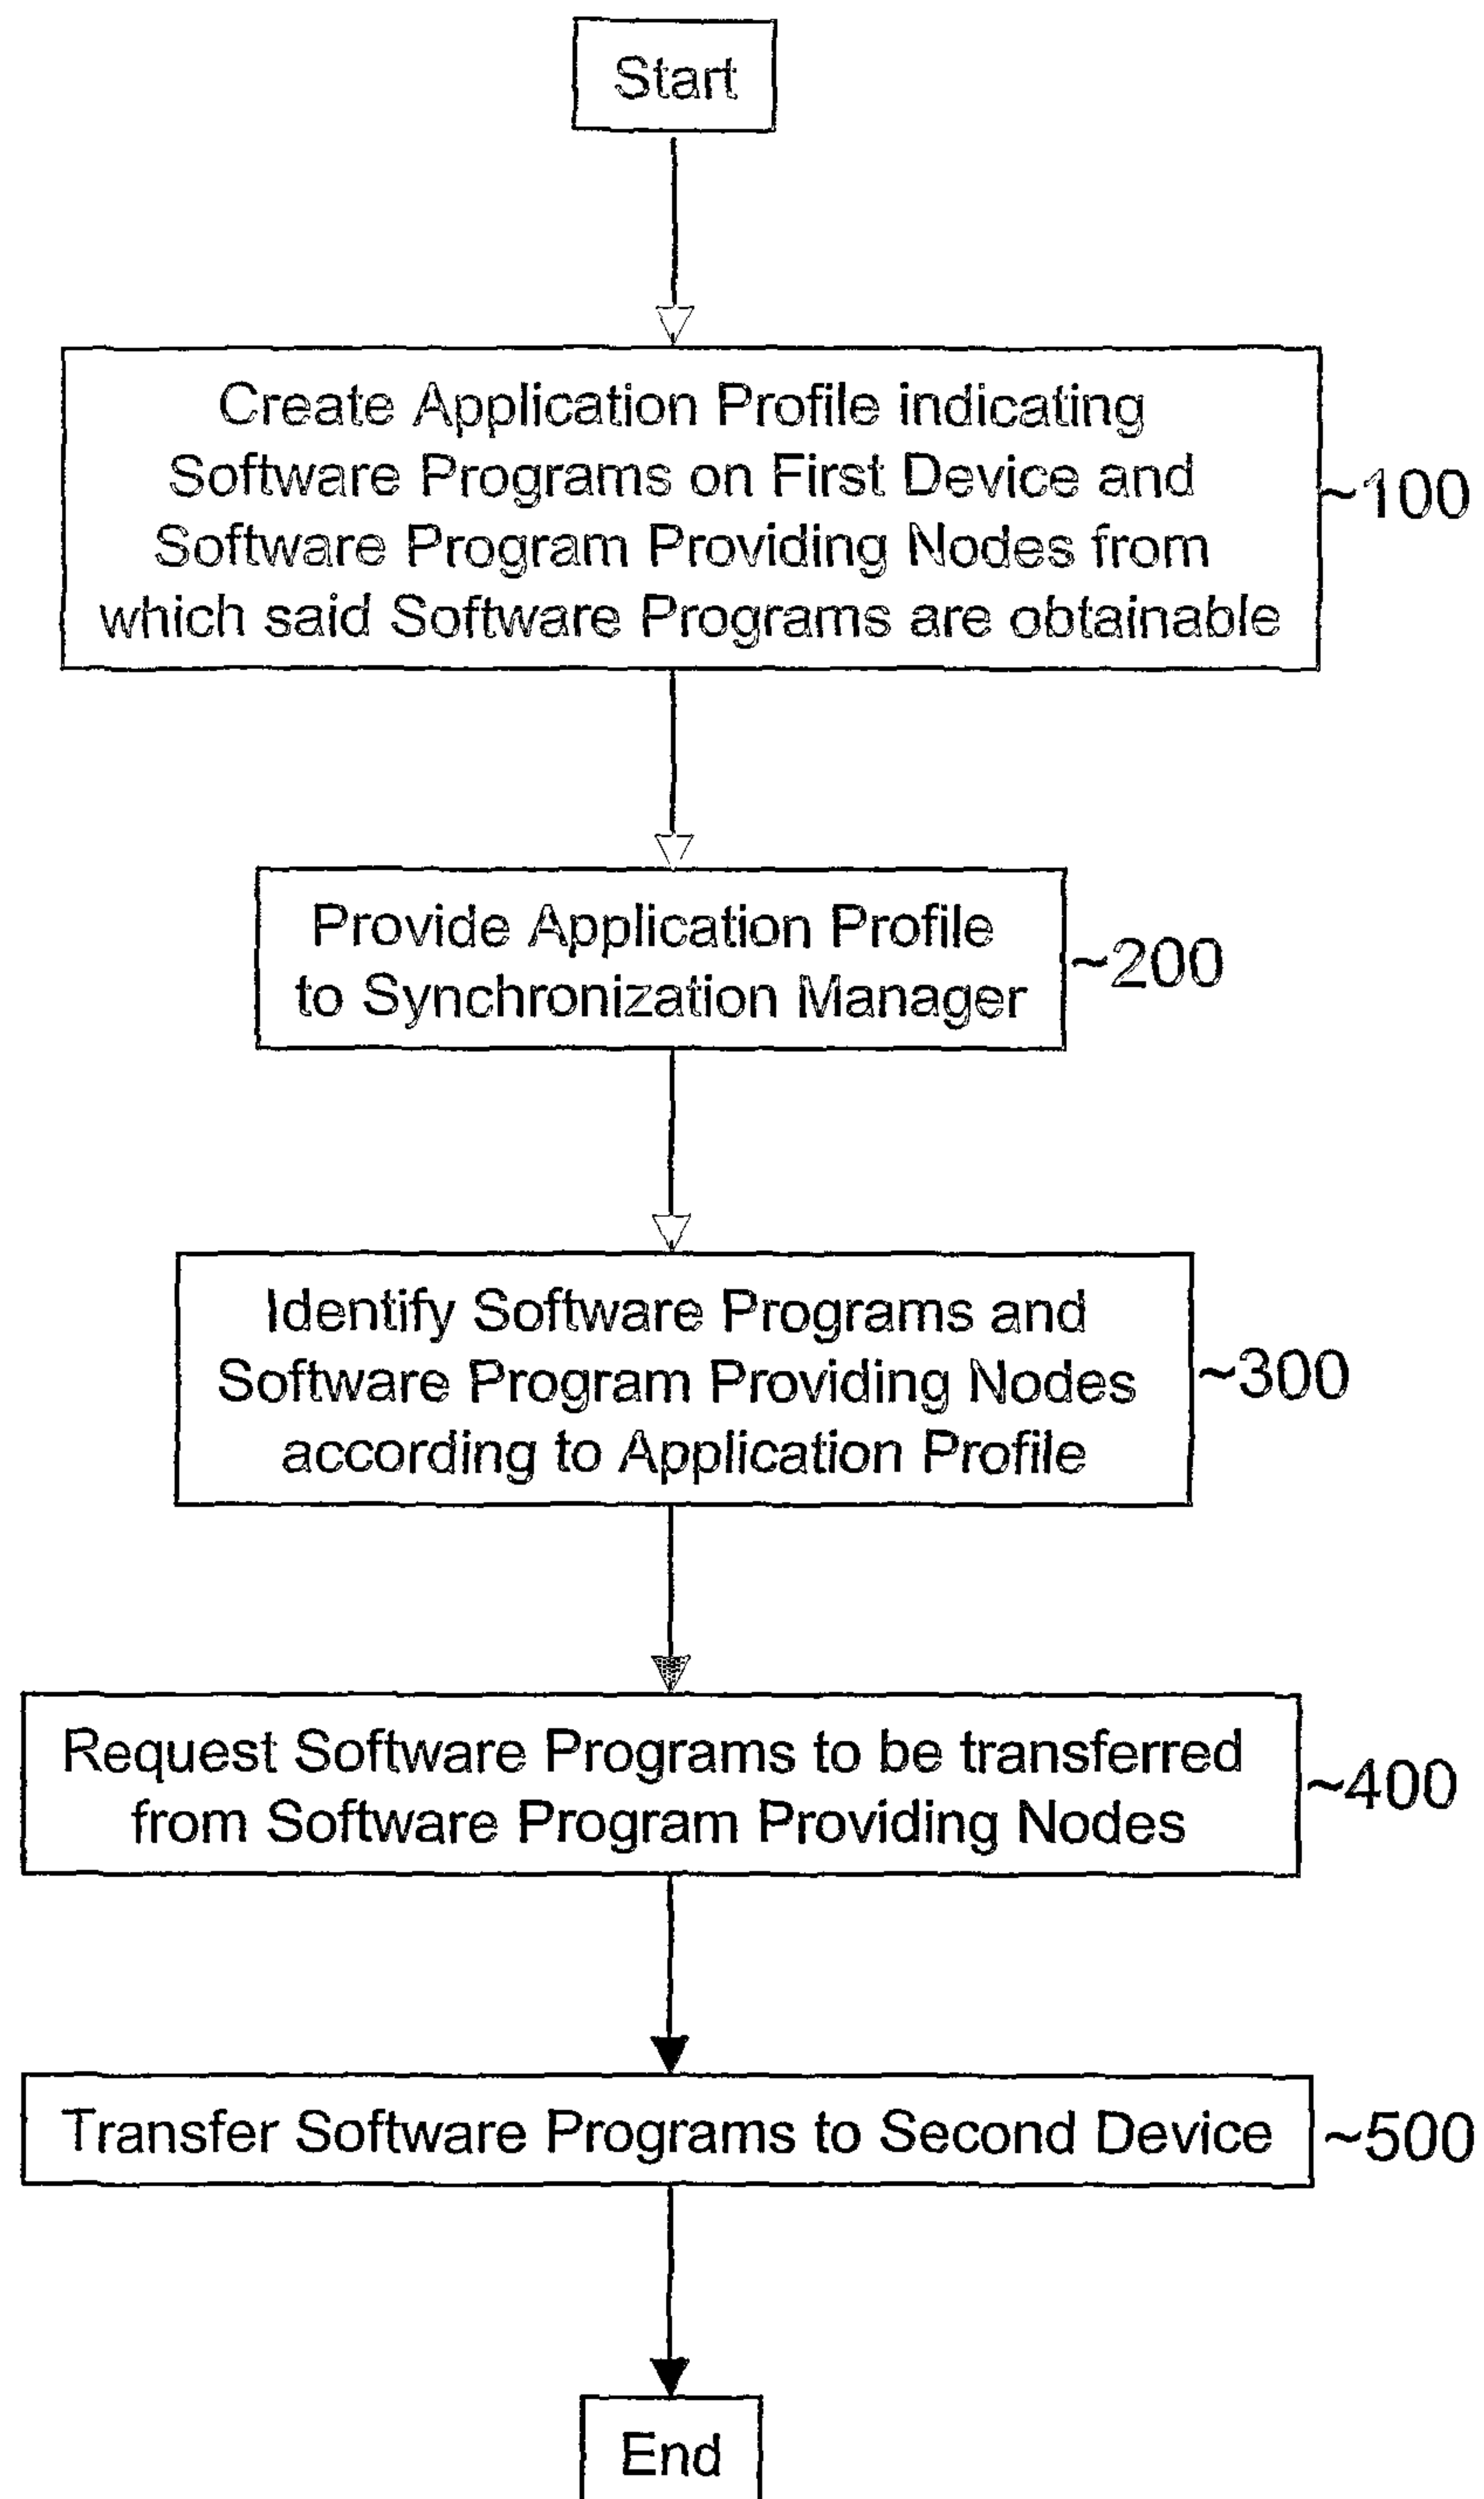 Start
Create Application Profile indicating
Software Programs on First Device and
Software Program Providing Nodes from
which said Software Programs are obtainable
~100
Provide Application Profile
to Synchronization Manager
~200
Identify Software Programs and
Software Program Providing Nodes
according to Application Profile
~300
Request Software Programs to be transferred
from Software Program Providing Nodes
~400
Transfer Software Programs to Second Device
~500
End